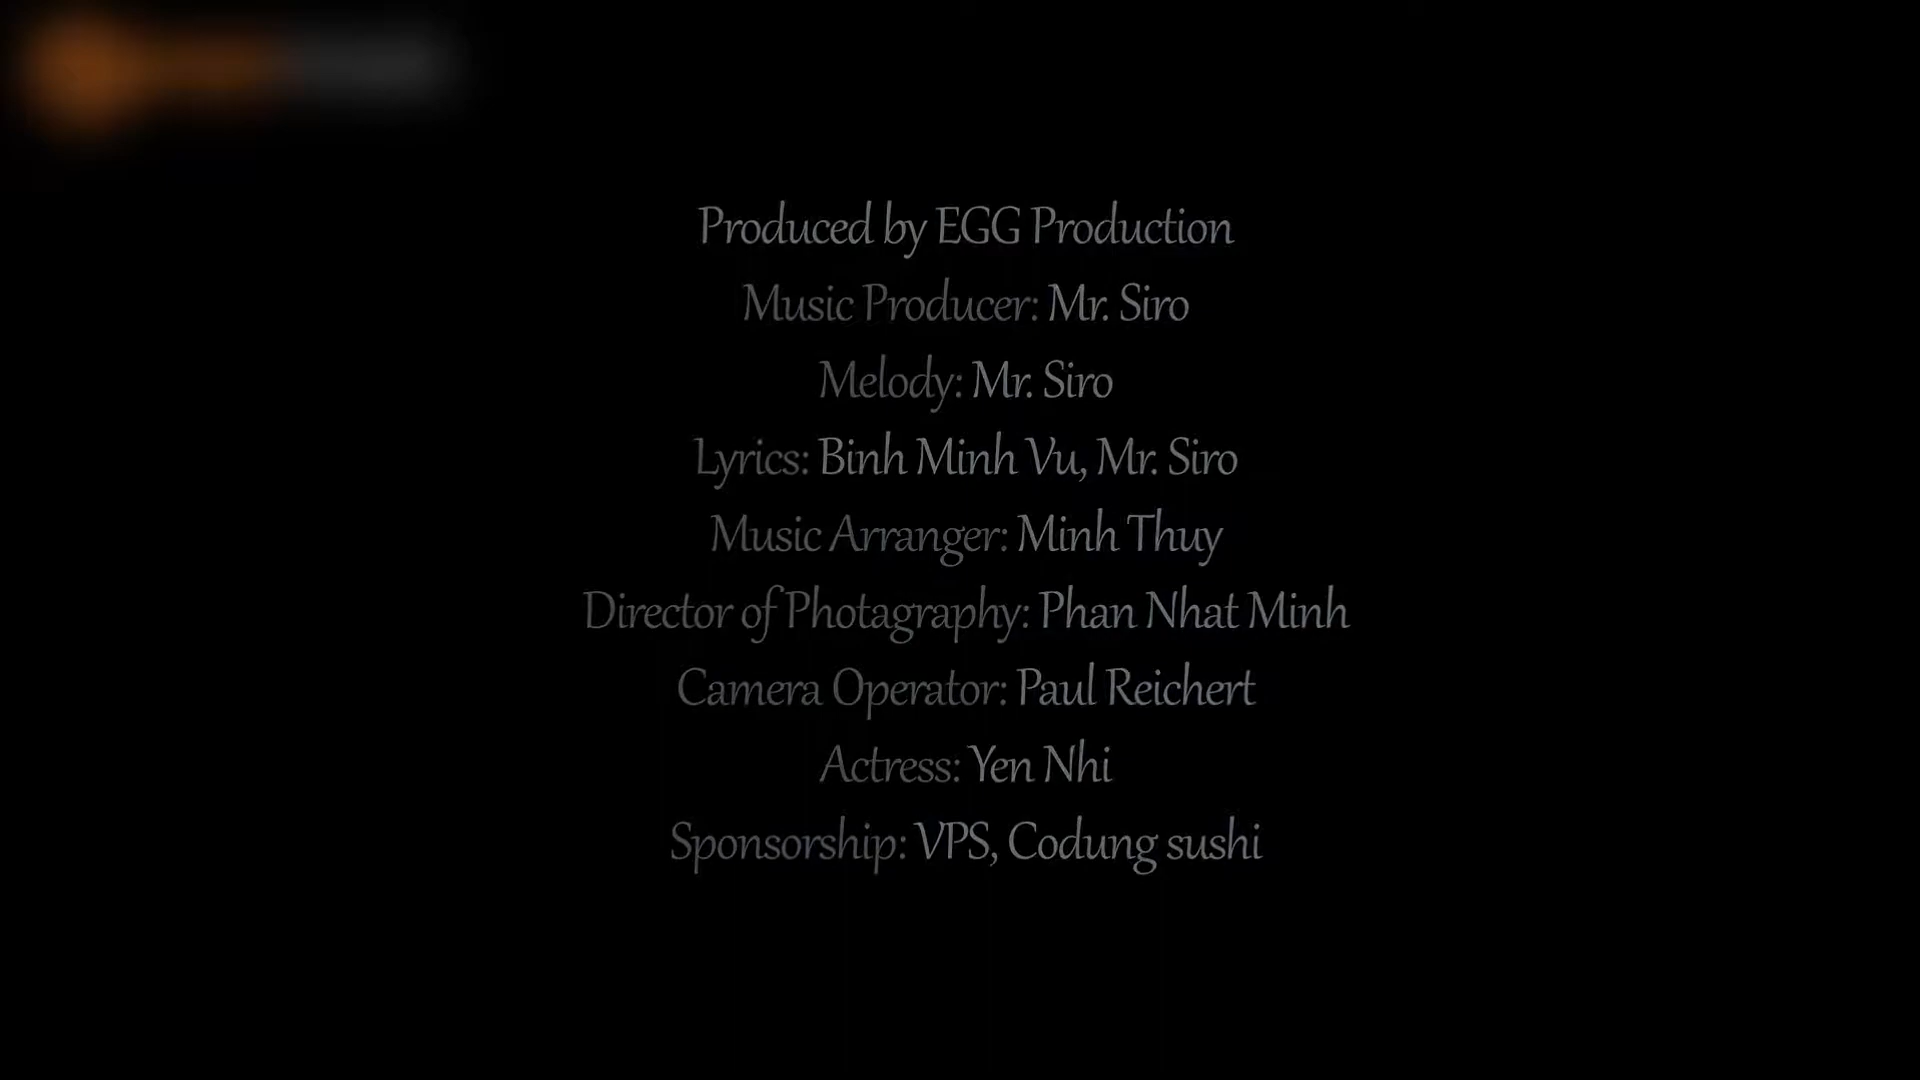 Produced by EGG Production
Music Producer: Mr. Siro
Melody: Mr. Siro
Lyrics: Binh Minh Vu, Mr. Siro
Music Arranger: Minh Thuy
Director of Photagraphy: Phan Nhat Minh
Camera Operator: Paul Reichert
Actress: Yen Nhi
Sponsorship: VPS, Codung sushi